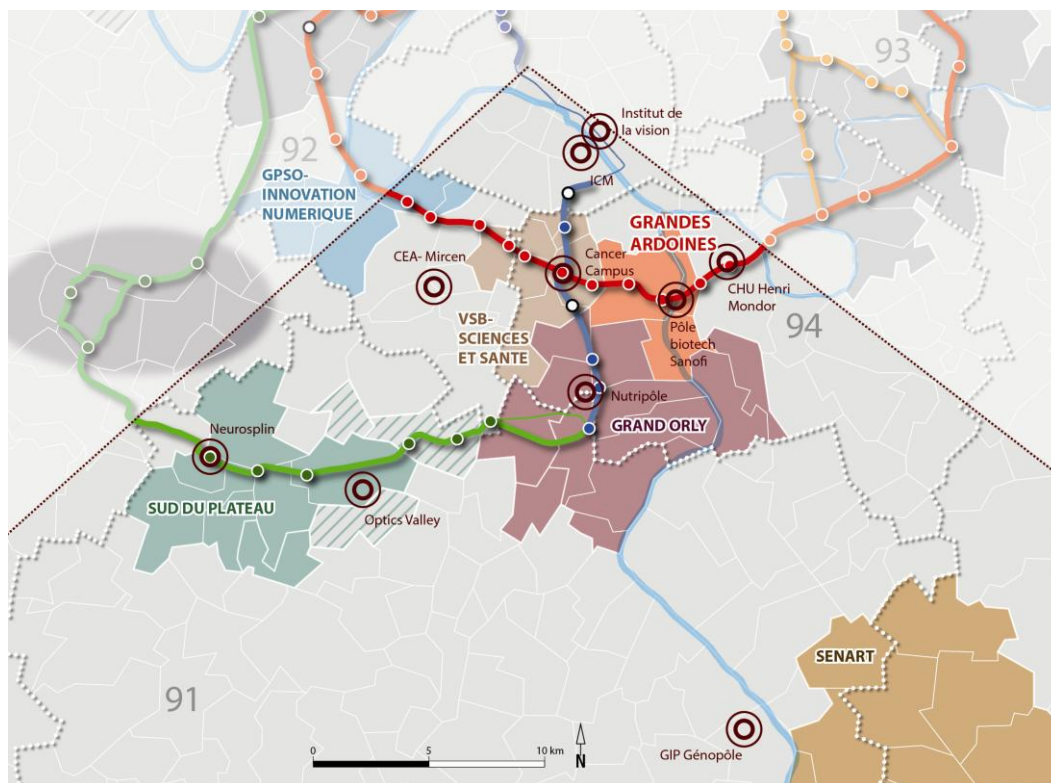 93
92
Institut de
la vision
ICM
GPSO-
INNOVATION
NUMERIQUE
GRANDES
ARDOINES
CEA- Mircen
Cancer
Campus
CHU Henri
Mondor
VSB-
SCIENCES
ET SANTE
Pôle
biotech
Sanofi
94
Nutripôle
GRAND ORLY
Neurosplin
SUD DU PLATEAU
Optics Valley
SENART
91
GIP Génopôle
0
5
10 km
N